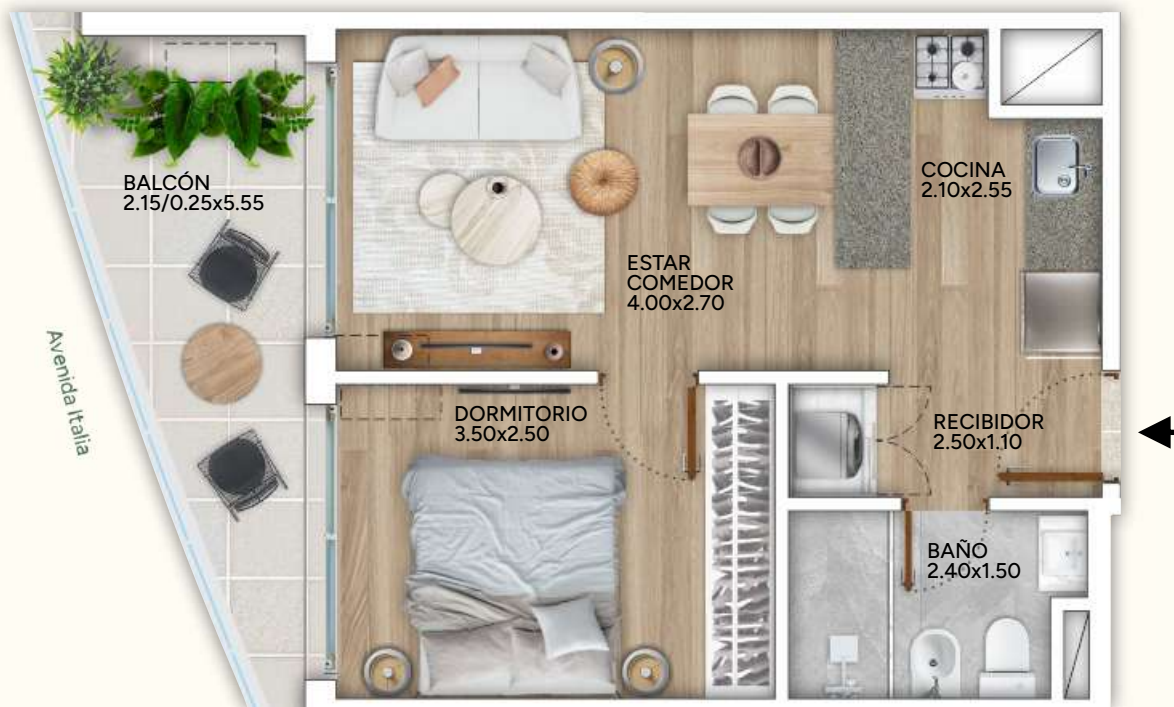 BALCÓN
2.15/0.25x5.55
COCINA
2.10x2.55
ESTAR
COMEDOR
4.00x2.70
Avenida Italia
DORMITORIO
3.50x2.50
RECIBIDOR
2.50x1.10
BAÑO
2.40x1.50